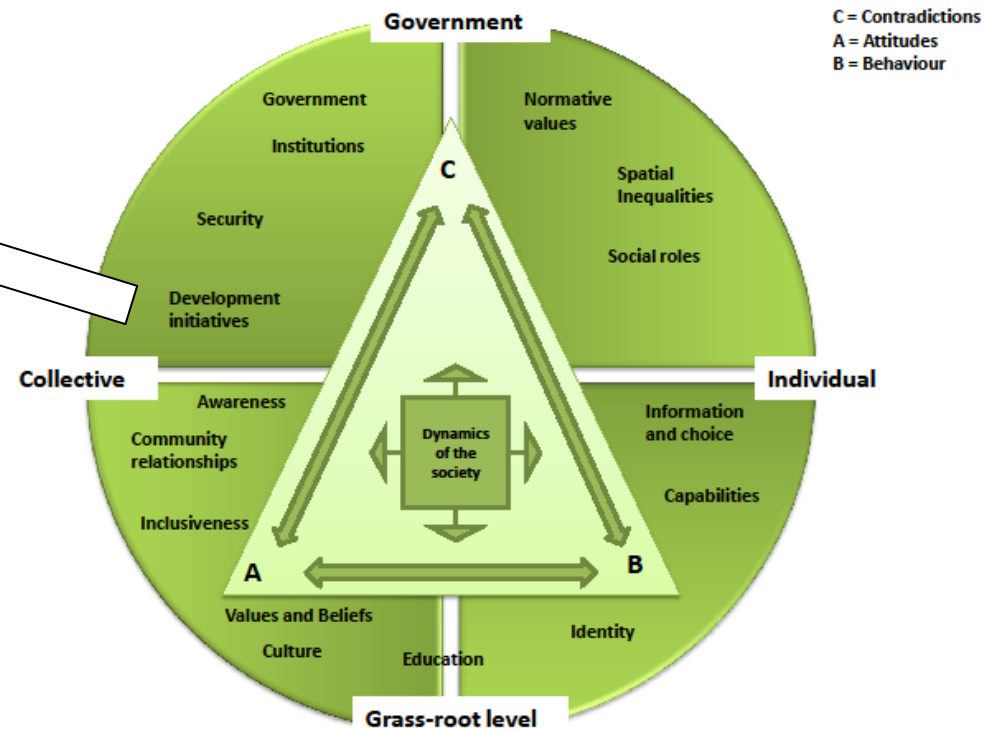 Government
C = Contradictions
A = Attitudes
B = Behaviour
Government
Institutions
Security
Development
initiatives
Normative
values
Spatial
Inequalities
Social roles
C
Collective
Individual
Awareness
Community
relationships
Inclusiveness
Dynamics
of the
society
Information
and choice
Capabilities
A
B
Values and Beliefs
Culture
Education
Identity
Grass-root level